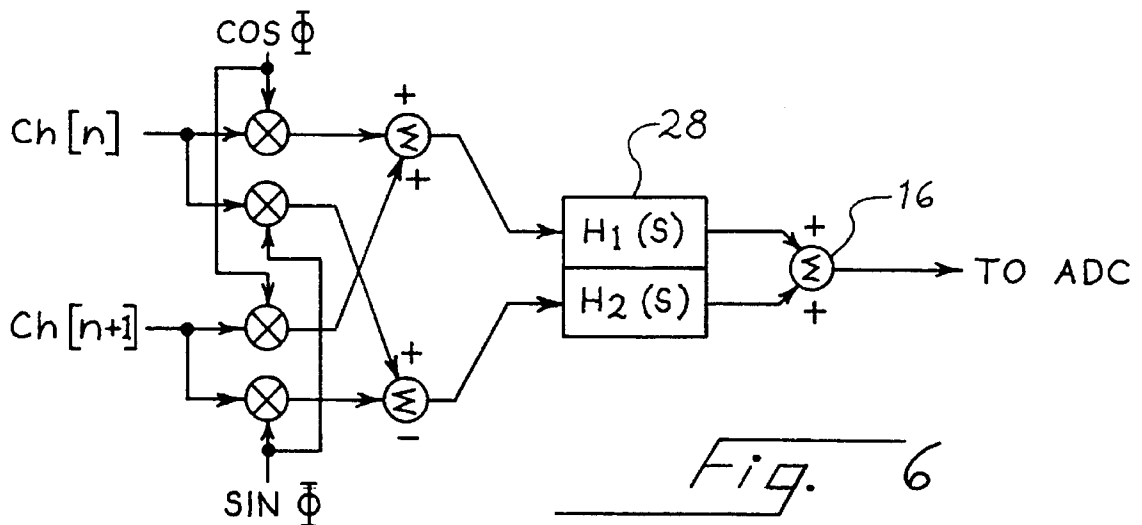 COS Φ
Ch [n]
+
+
28
H₁ (S)
16
+
Σ
Σ
TO ADC
H₂ (S)
+
Ch [n+1]
+
Σ
−
SIN Φ
Fig. 6